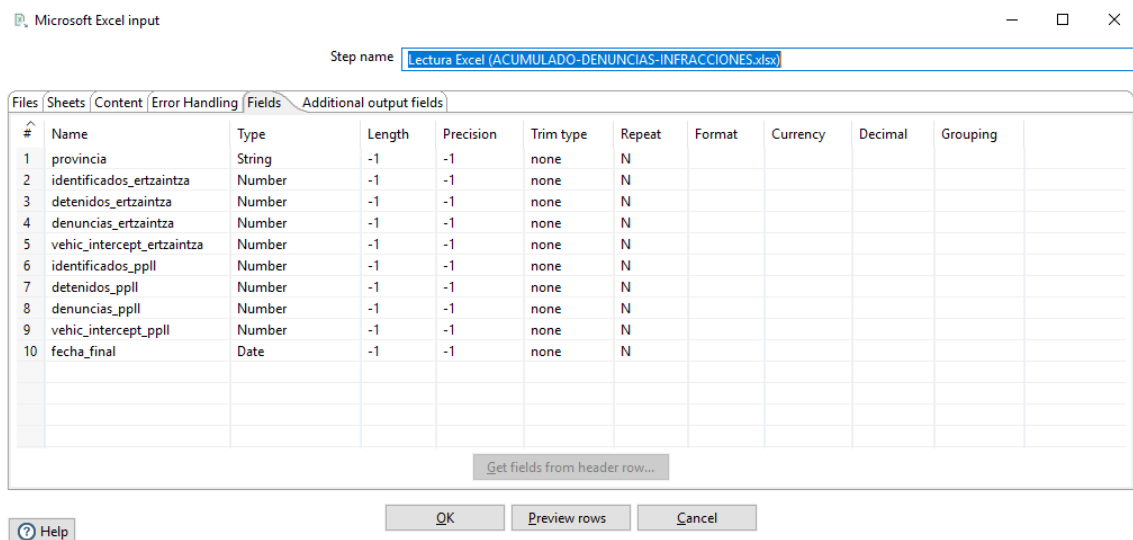 Microsoft Excel input
Step name Lectura Excel (ACUMULADO-DENUNCIAS-INFRACCIONES.xlsx)
Files Sheets Content Error Handling Fields Additional output fields
# Name Type Length Precision Trim type Repeat Format Currency Decimal Grouping
1 provincia String -1 -1 none N
2 identificados_ertzaintza Number -1 -1 none N
3 detenidos_ertzaintza Number -1 -1 none N
4 denuncias_ertzaintza Number -1 -1 none N
5 vehic_intercept_ertzaintza Number -1 -1 none N
6 identificados_ppll Number -1 -1 none N
7 detenidos_ppll Number -1 -1 none N
8 denuncias_ppll Number -1 -1 none N
9 vehic_intercept_ppll Number -1 -1 none N
10 fecha_final Date -1 -1 none N
Get fields from header row...
OK Preview rows Cancel
? Help